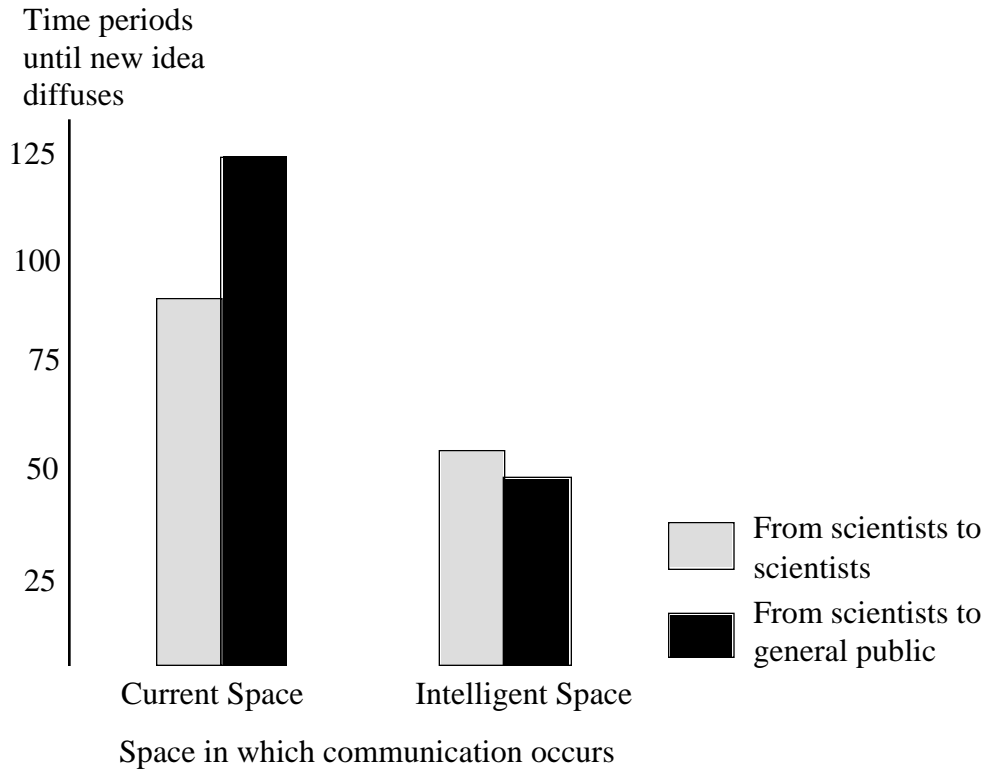 Time periods
until new idea
diffuses
125
100
75
50
25
From scientists to
scientists
From scientists to
general public
Current Space
Intelligent Space
Space in which communication occurs